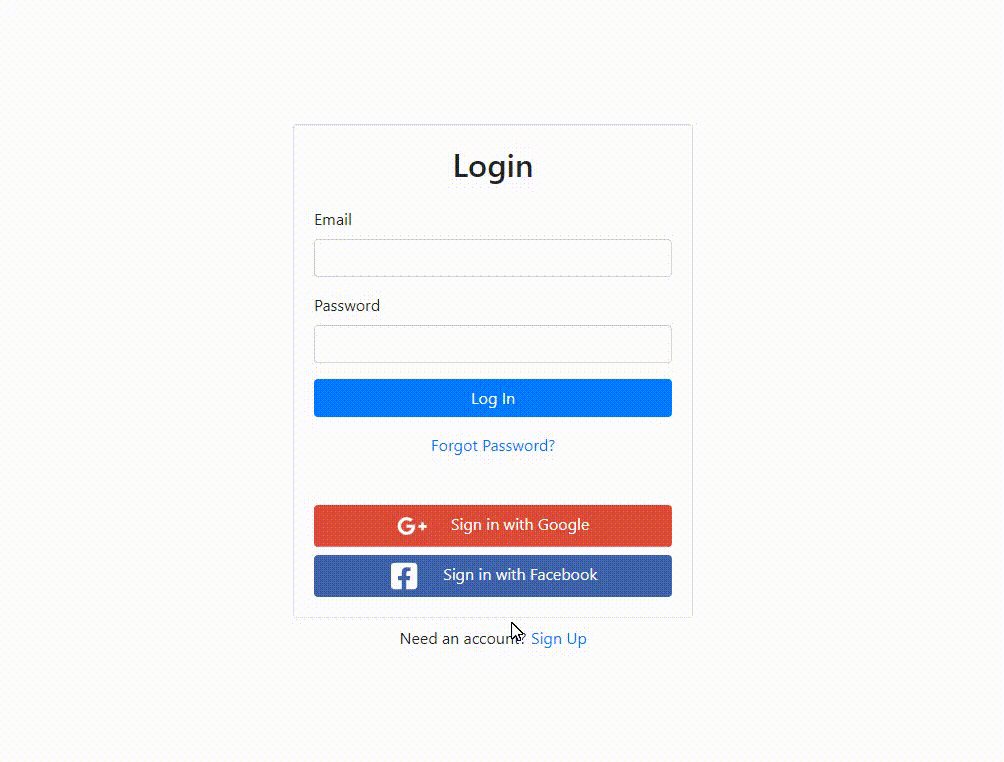 Login
Email
Password
Log In
Forgot Password?
G+ Sign in with Google
f Sign in with Facebook
Need an account? Sign Up